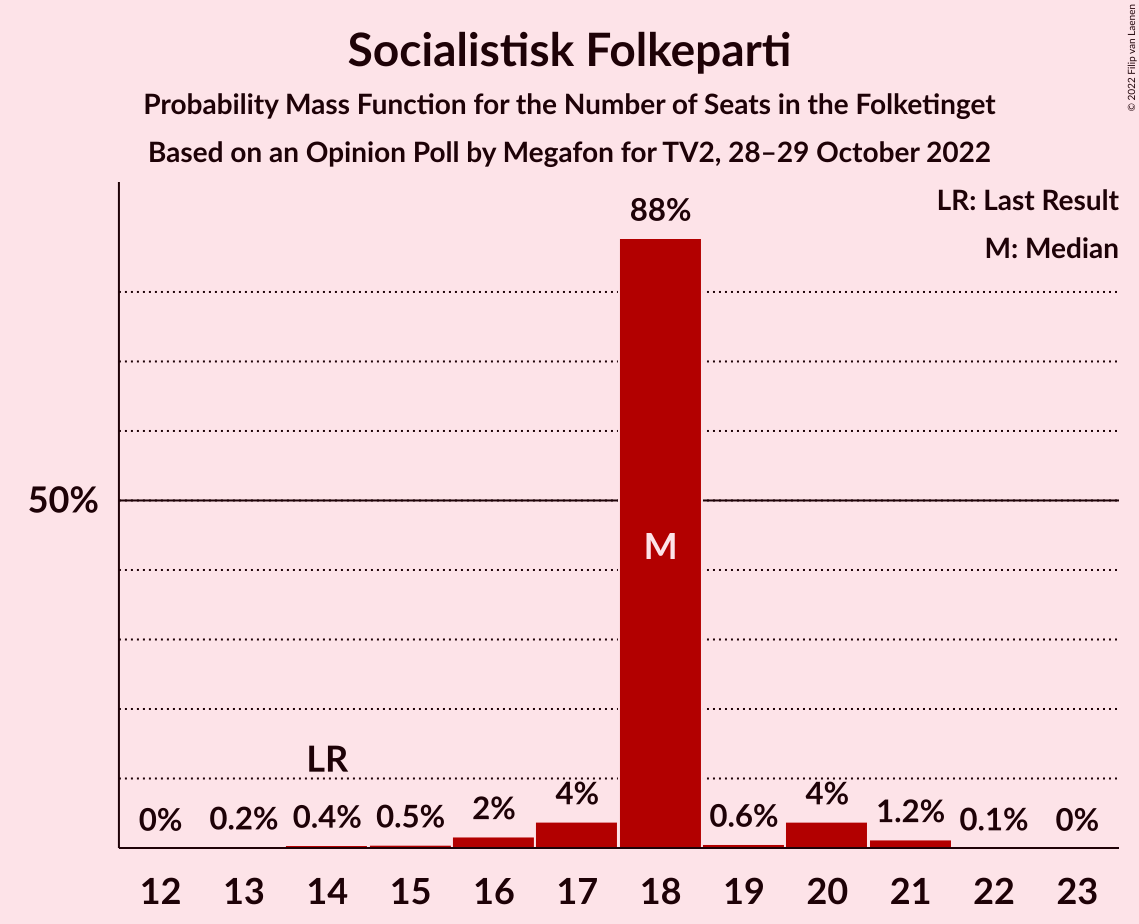 Socialistisk Folkeparti
Probability Mass Function for the Number of Seats in the Folketinget
Based on an Opinion Poll by Megafon for TV2, 28–29 October 2022
© 2022 Filip van Laenen
LR: Last Result
M: Median
88%
50%
M
LR
0% 0.2% 0.4% 0.5% 2% 4% 0.6% 4% 1.2% 0.1% 0%
12 13 14 15 16 17 18 19 20 21 22 23